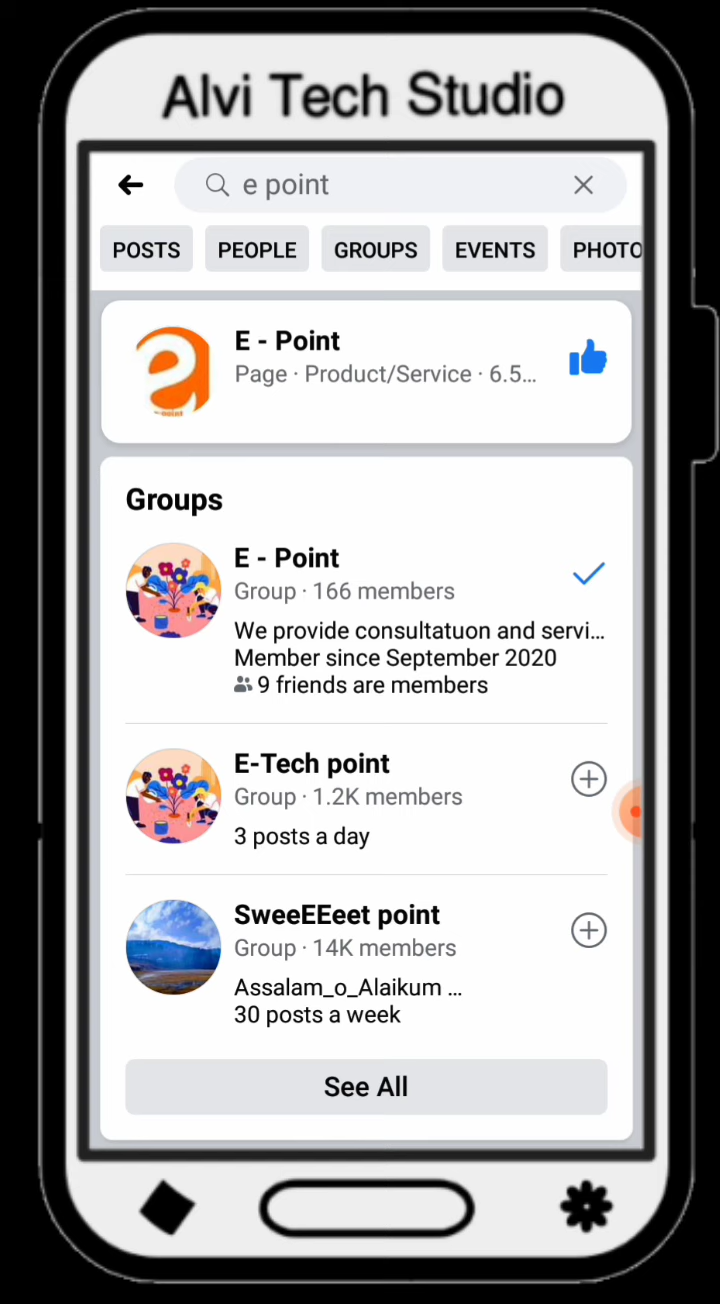 Alvi Tech Studio
e point
POSTS PEOPLE GROUPS EVENTS PHOTO
E - Point
Page · Product/Service · 6.5...
e-point
Groups
E - Point
Group · 166 members
We provide consultatuon and servi...
Member since September 2020
9 friends are members
E-Tech point
Group · 1.2K members
3 posts a day
SweeEEeet point
Group · 14K members
Assalam_o_Alaikum ...
30 posts a week
See All